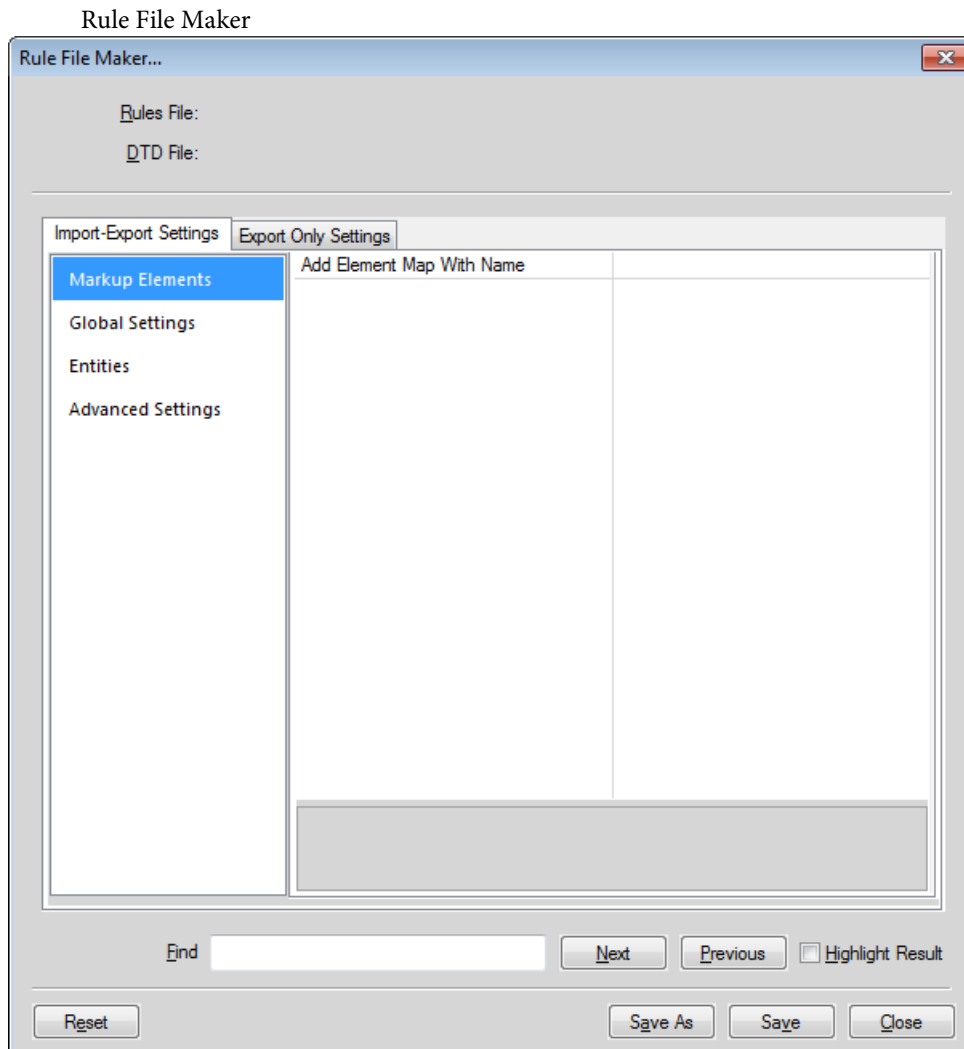 Rule File Maker
Rule File Maker...
Rules File:
DTD File:
Import-Export Settings Export Only Settings
Markup Elements
Global Settings
Entities
Advanced Settings
Add Element Map With Name
Find Next Previous Highlight Result
Reset Save As Save Close